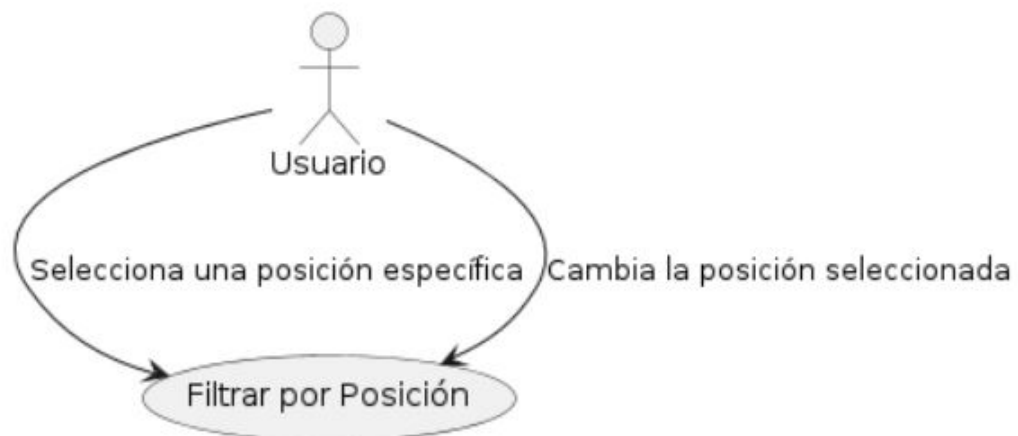 Usuario
Selecciona una posición específica
Cambia la posición seleccionada
Filtrar por Posición